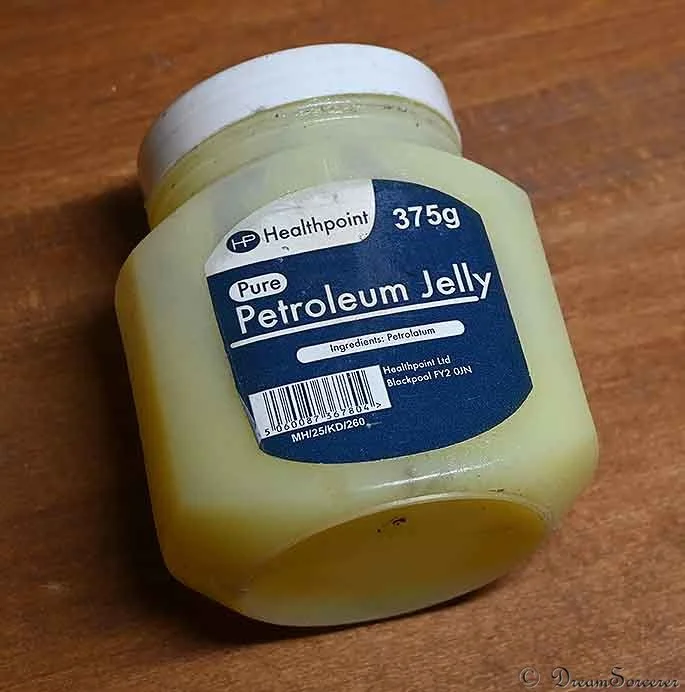 HP Healthpoint
375g
Pure
Petroleum Jelly
Ingredients: Petrolatum
Healthpoint Ltd
Blackpool FY2 0JN
5 060087 367804 >
MH/25/KD/260
© DreamSorcerer